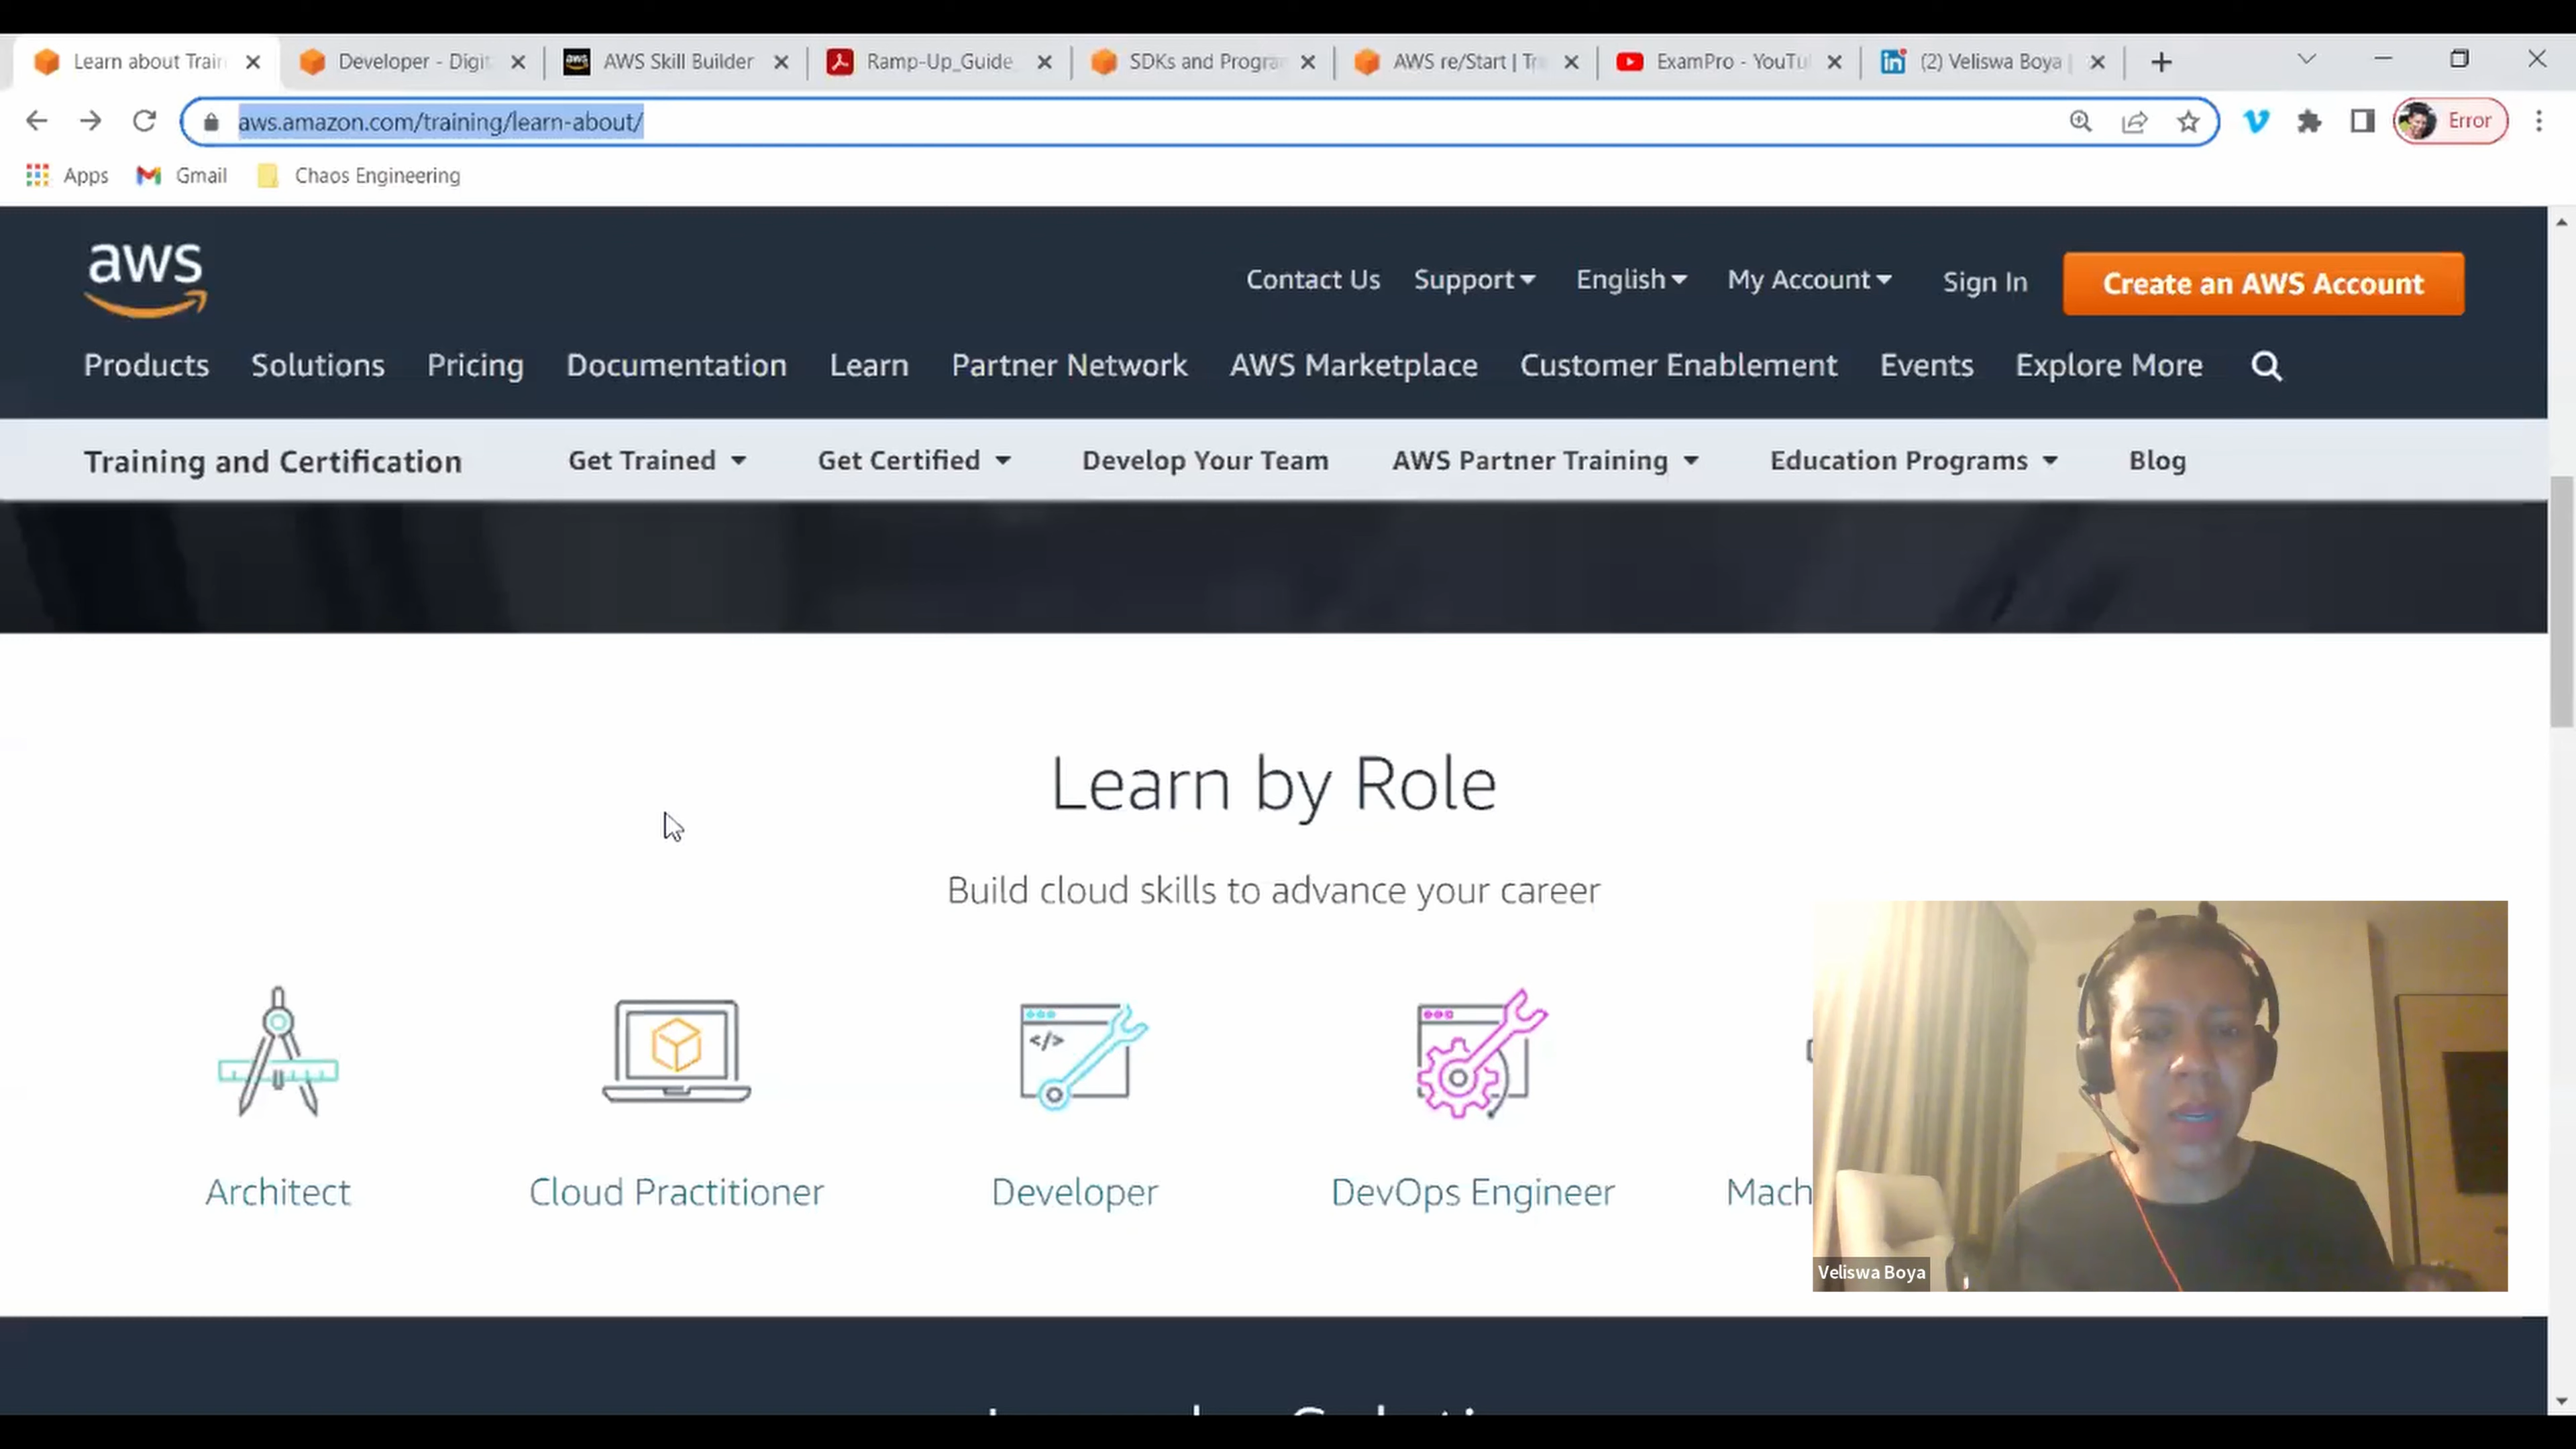 Learn about Train
Developer - Digit
AWS Skill Builder
Ramp-Up_Guide
SDKs and Progra
AWS re/Start | Tr
ExamPro - YouTu
(2) Veliswa Boya |
aws.amazon.com/training/learn-about/
Error
Apps
Gmail
Chaos Engineering
aws
Contact Us
Support
English
My Account
Sign In
Create an AWS Account
Products
Solutions
Pricing
Documentation
Learn
Partner Network
AWS Marketplace
Customer Enablement
Events
Explore More
Training and Certification
Get Trained
Get Certified
Develop Your Team
AWS Partner Training
Education Programs
Blog
Learn by Role
Build cloud skills to advance your career
Architect
Cloud Practitioner
Developer
DevOps Engineer
Mach
Veliswa Boya